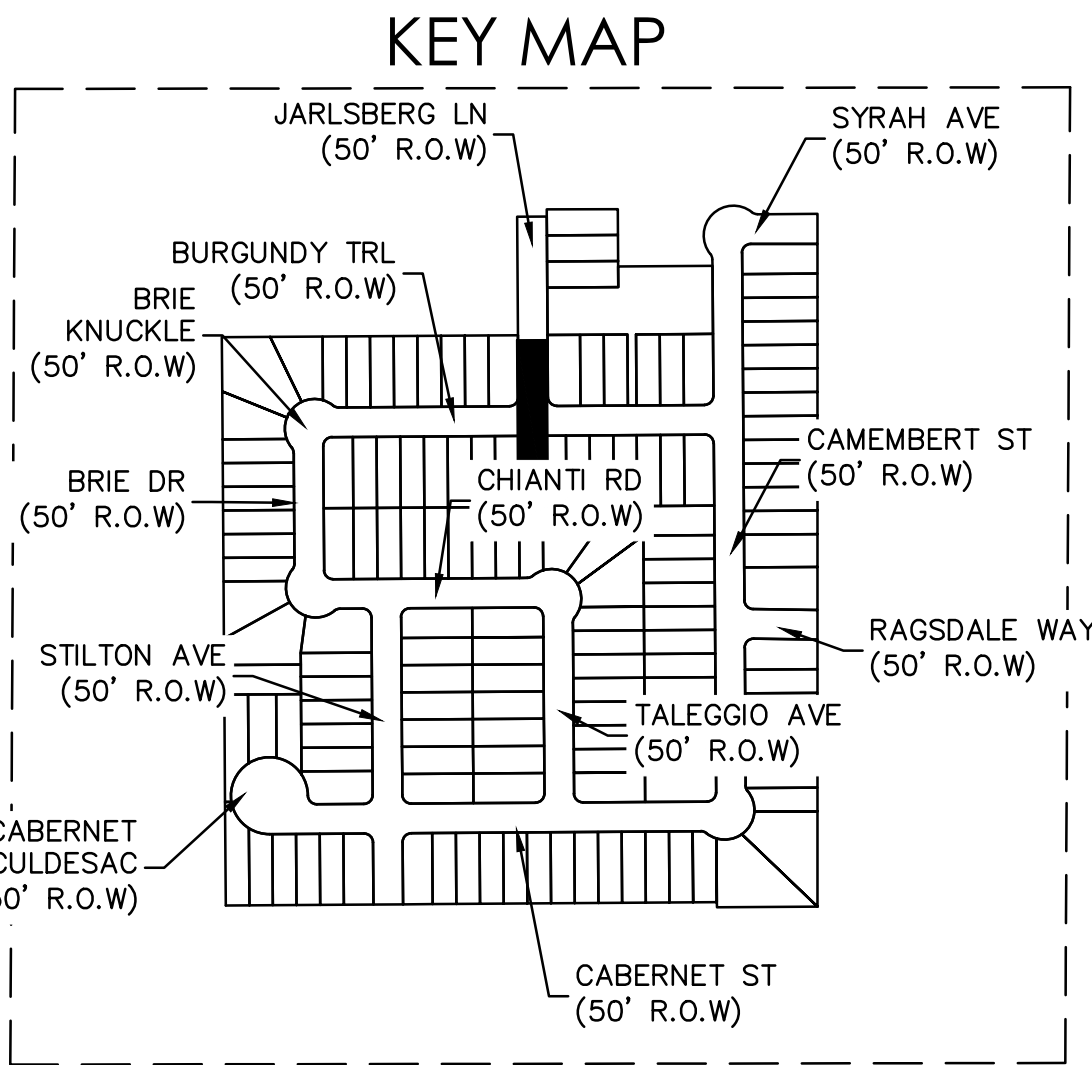 KEY MAP
JARLSBERG LN
(50' R.O.W)
SYRAH AVE
(50' R.O.W)
BURGUNDY TRL
(50' R.O.W)
BRIE
KNUCKLE
(50' R.O.W)
CAMEMBERT ST
(50' R.O.W)
CHIANTI RD
(50' R.O.W)
BRIE DR
(50' R.O.W)
RAGSDALE WAY
(50' R.O.W)
STILTON AVE
(50' R.O.W)
TALEGGIO AVE
(50' R.O.W)
CABERNET
CULDESAC
0' R.O.W)
CABERNET ST
(50' R.O.W)